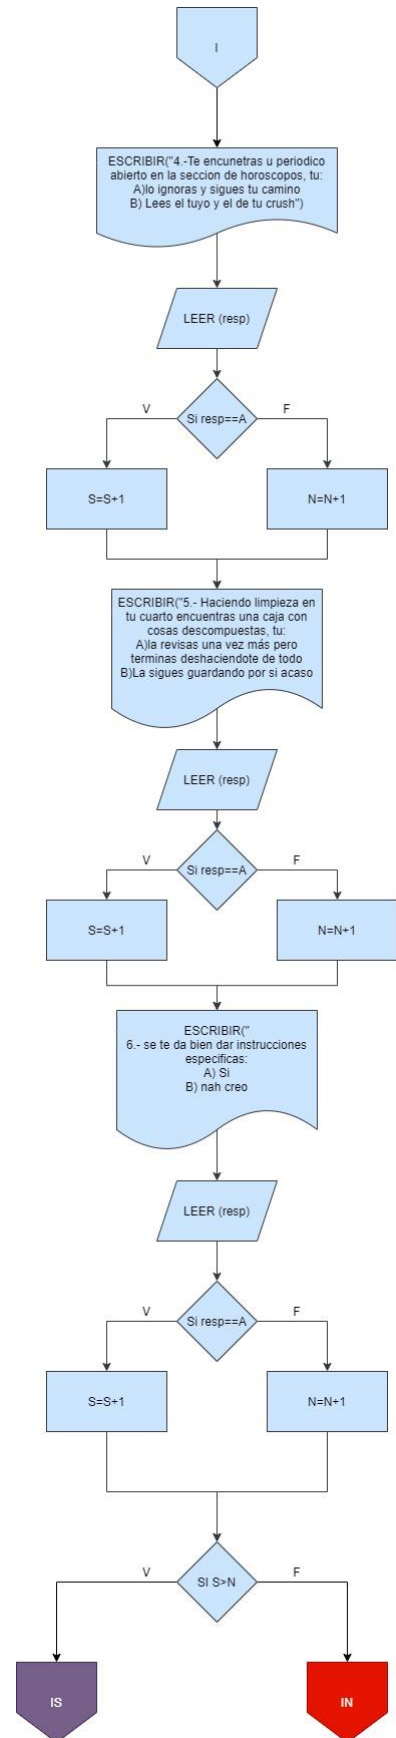 I
ESCRIBIR("4.-Te encunetras u periodico
abierto en la seccion de horoscopos, tu:
A)lo ignoras y sigues tu camino
B) Lees el tuyo y el de tu crush")
LEER (resp)
Si resp==A
V
F
S=S+1
N=N+1
ESCRIBIR("5.- Haciendo limpieza en
tu cuarto encuentras una caja con
cosas descompuestas, tu:
A)la revisas una vez más pero
terminas deshaciendote de todo
B)La sigues guardando por si acaso
LEER (resp)
Si resp==A
V
F
S=S+1
N=N+1
ESCRIBIR("
6.- se te da bien dar instrucciones
especificas:
A) Si
B) nah creo
LEER (resp)
Si resp==A
V
F
S=S+1
N=N+1
SI S>N
V
F
IS
IN